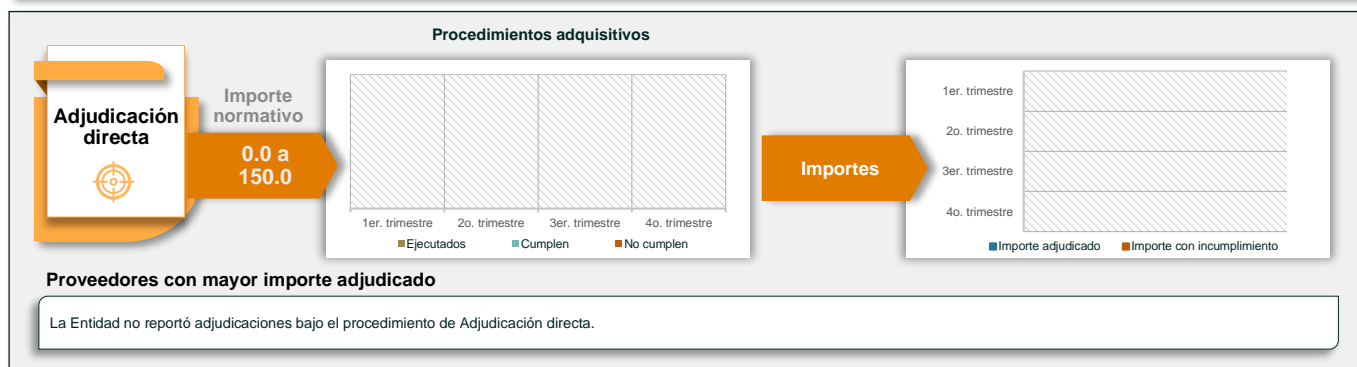 Procedimientos adquisitivos
Adjudicación
directa
Importe
normativo
0.0 a
150.0
1er. trimestre 2o. trimestre 3er. trimestre 4o. trimestre
Ejecutados Cumplen No cumplen
Importes
1er. trimestre
2o. trimestre
3er. trimestre
4o. trimestre
Importe adjudicado Importe con incumplimiento
Proveedores con mayor importe adjudicado
La Entidad no reportó adjudicaciones bajo el procedimiento de Adjudicación directa.